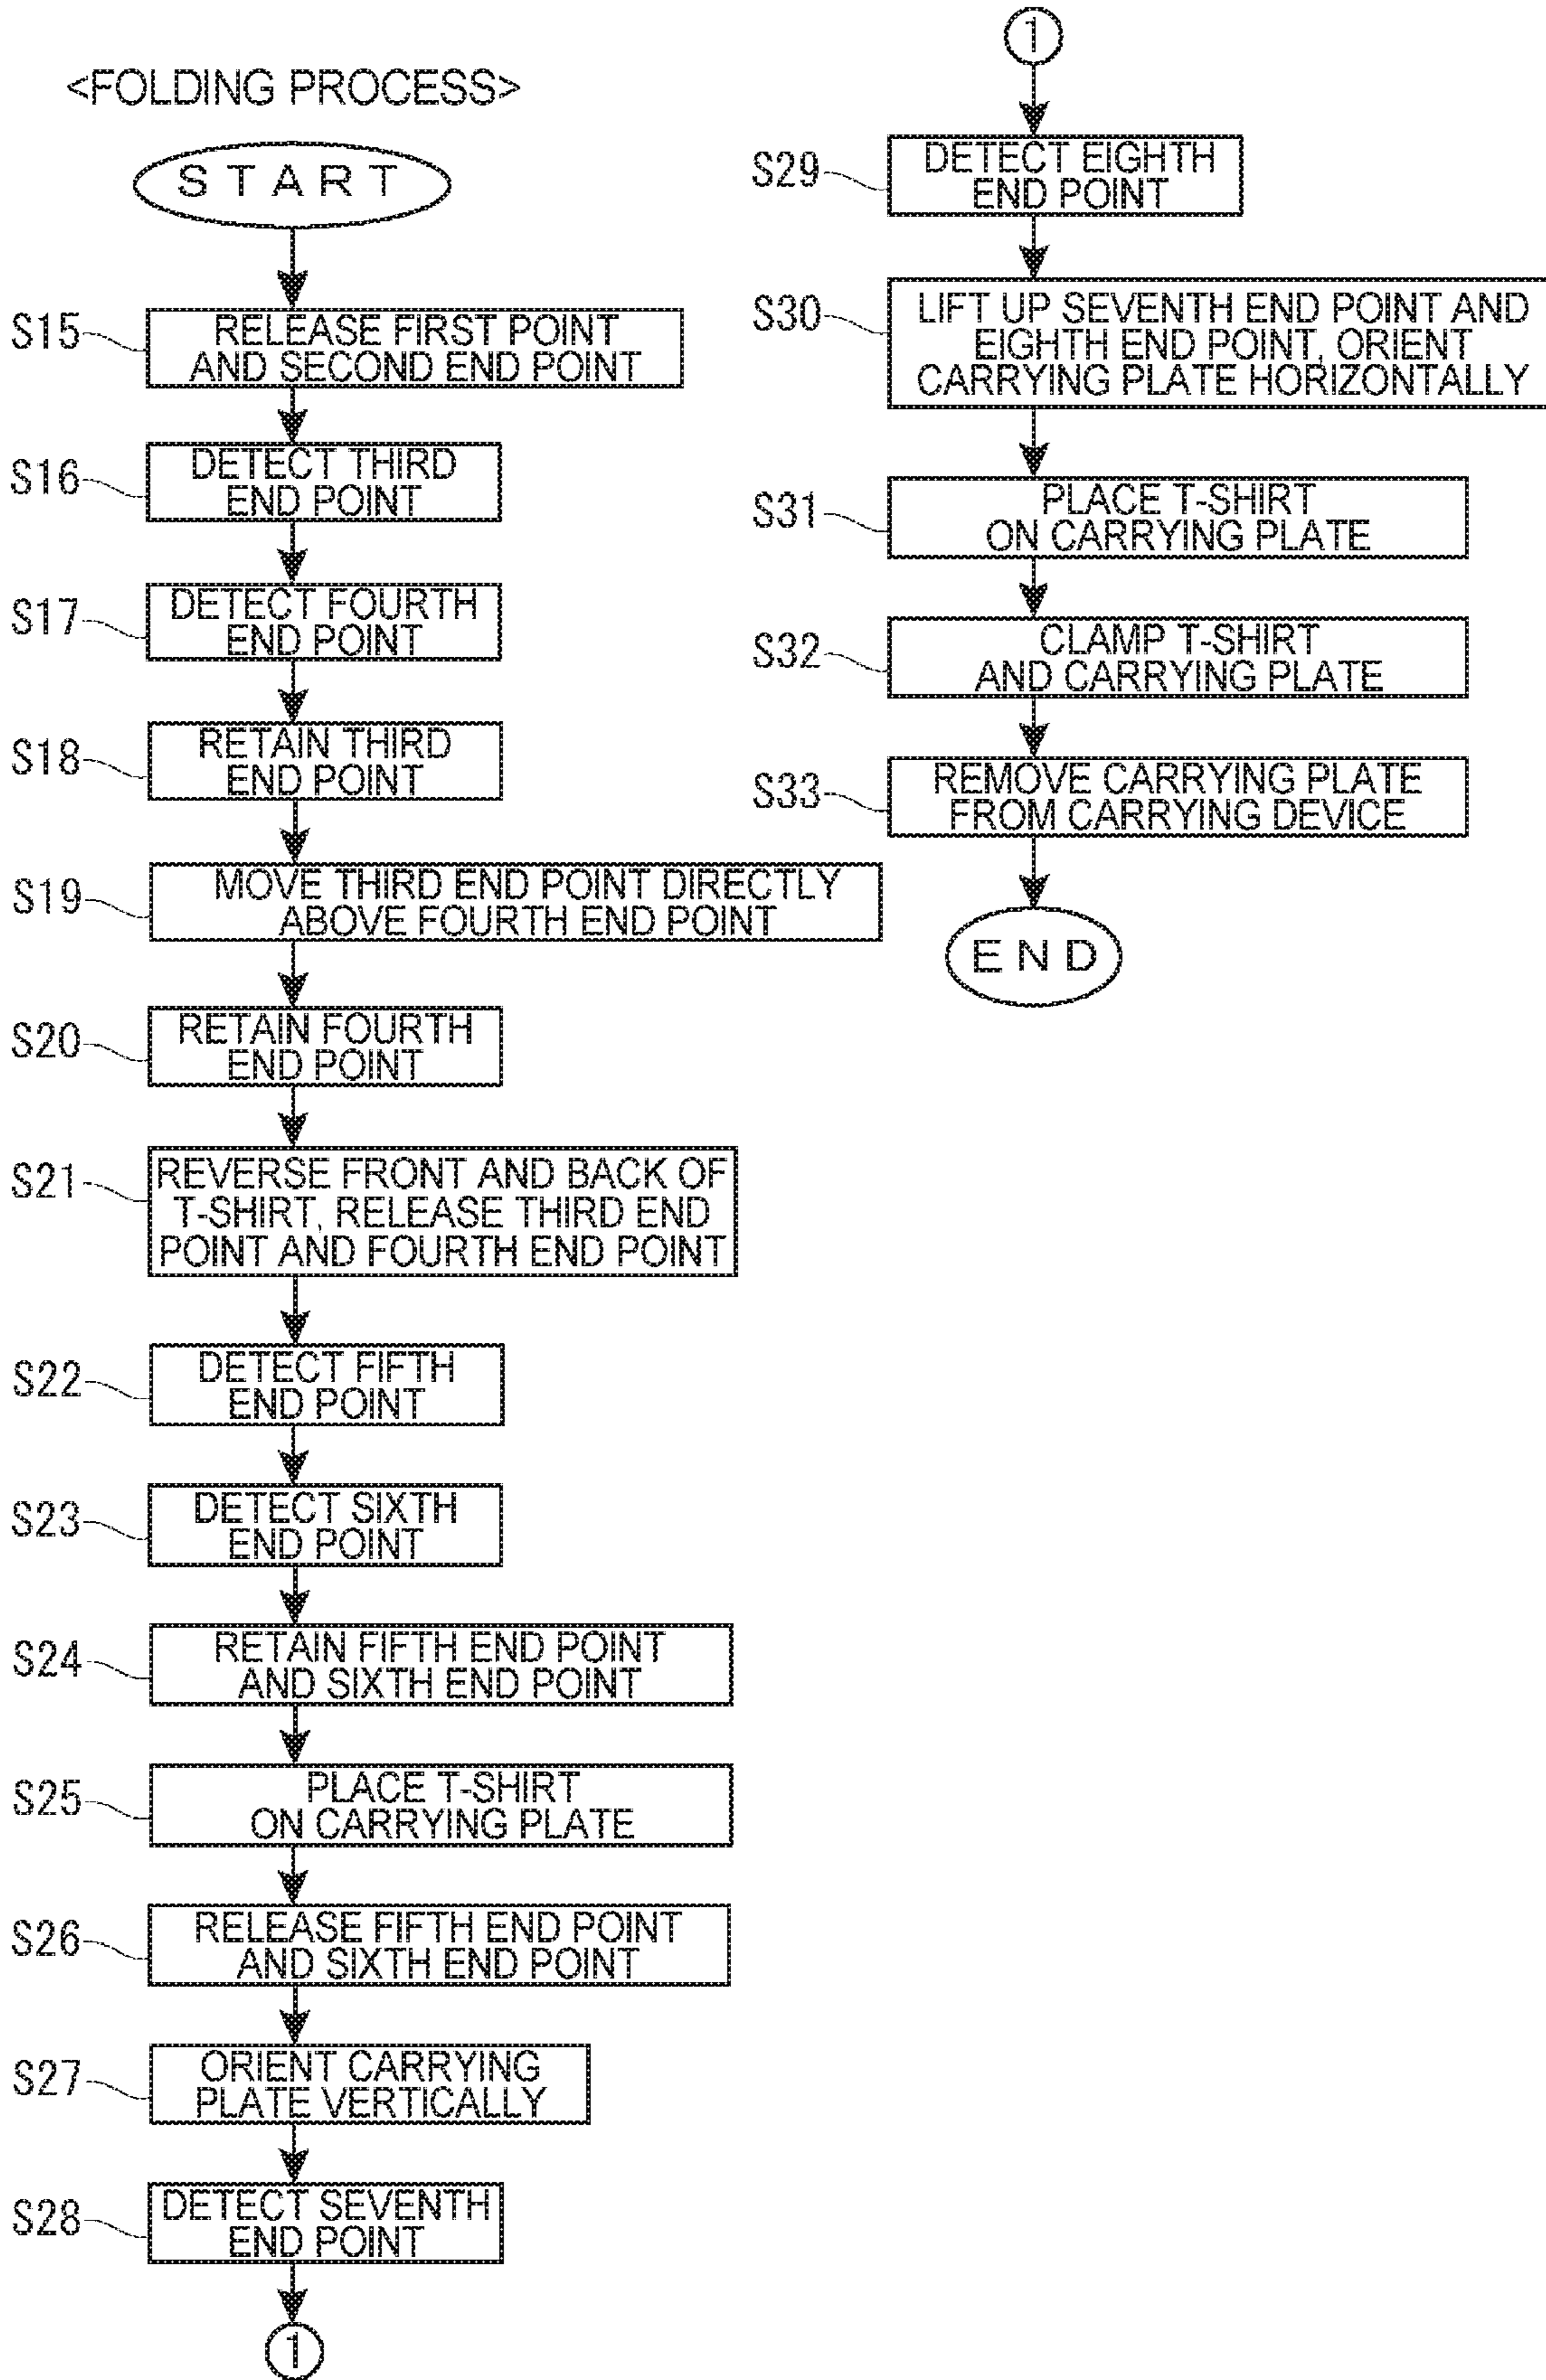 <FOLDING PROCESS>
S T A R T
S15
RELEASE FIRST POINT
AND SECOND END POINT
S16
DETECT THIRD
END POINT
S17
DETECT FOURTH
END POINT
S18
RETAIN THIRD
END POINT
S19
MOVE THIRD END POINT DIRECTLY
ABOVE FOURTH END POINT
S20
RETAIN FOURTH
END POINT
S21
REVERSE FRONT AND BACK OF
T-SHIRT, RELEASE THIRD END
POINT AND FOURTH END POINT
S22
DETECT FIFTH
END POINT
S23
DETECT SIXTH
END POINT
S24
RETAIN FIFTH END POINT
AND SIXTH END POINT
S25
PLACE T-SHIRT
ON CARRYING PLATE
S26
RELEASE FIFTH END POINT
AND SIXTH END POINT
S27
ORIENT CARRYING
PLATE VERTICALLY
S28
DETECT SEVENTH
END POINT
1
1
S29
DETECT EIGHTH
END POINT
S30
LIFT UP SEVENTH END POINT AND
EIGHTH END POINT, ORIENT
CARRYING PLATE HORIZONTALLY
S31
PLACE T-SHIRT
ON CARRYING PLATE
S32
CLAMP T-SHIRT
AND CARRYING PLATE
S33
REMOVE CARRYING PLATE
FROM CARRYING DEVICE
E N D